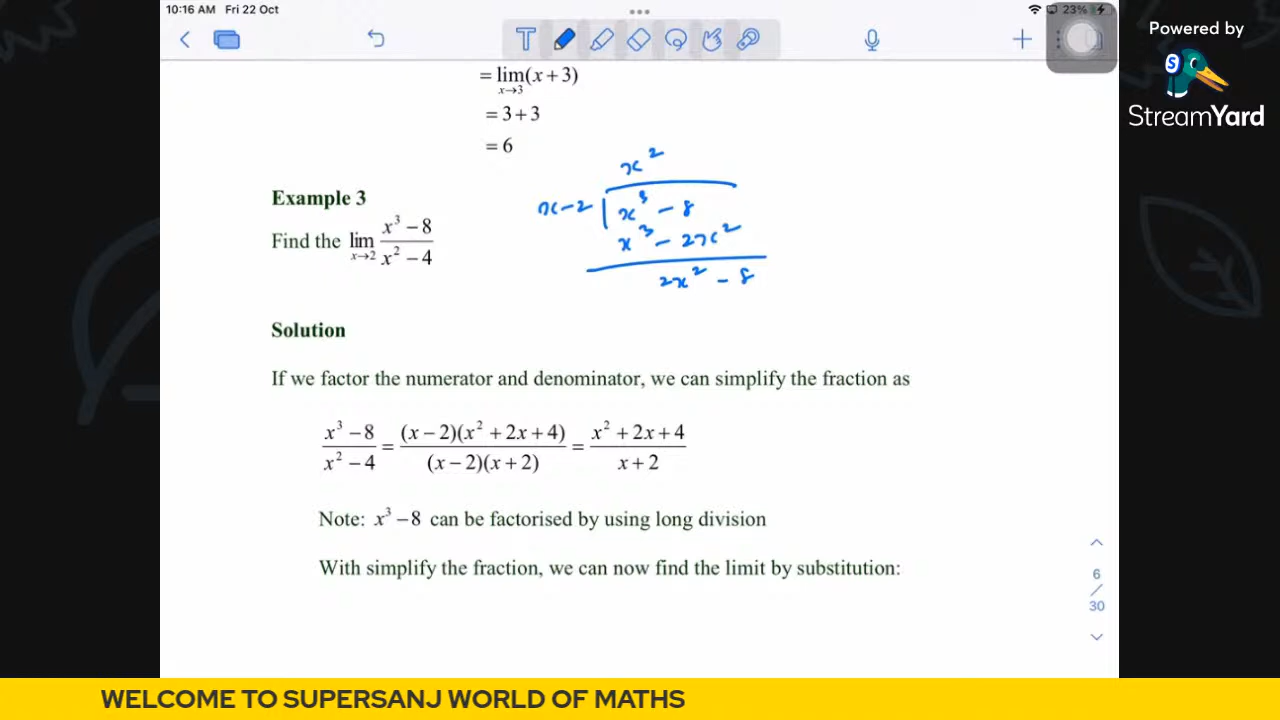 10:16 AM Fri 22 Oct
23%
Powered by
S
StreamYard
T
= lim(x+3)
x→3
= 3+3
= 6
x²
x-2 x³ - 8
x³ - 2x²
2x² - 8
Example 3
Find the lim x→2 x³ − 8 / x² − 4
Solution
If we factor the numerator and denominator, we can simplify the fraction as
x³ − 8 / x² − 4 = (x − 2)(x² + 2x + 4) / (x − 2)(x + 2) = x² + 2x + 4 / x + 2
Note: x³ −8 can be factorised by using long division
With simplify the fraction, we can now find the limit by substitution:
6
/
30
WELCOME TO SUPERSANJ WORLD OF MATHS